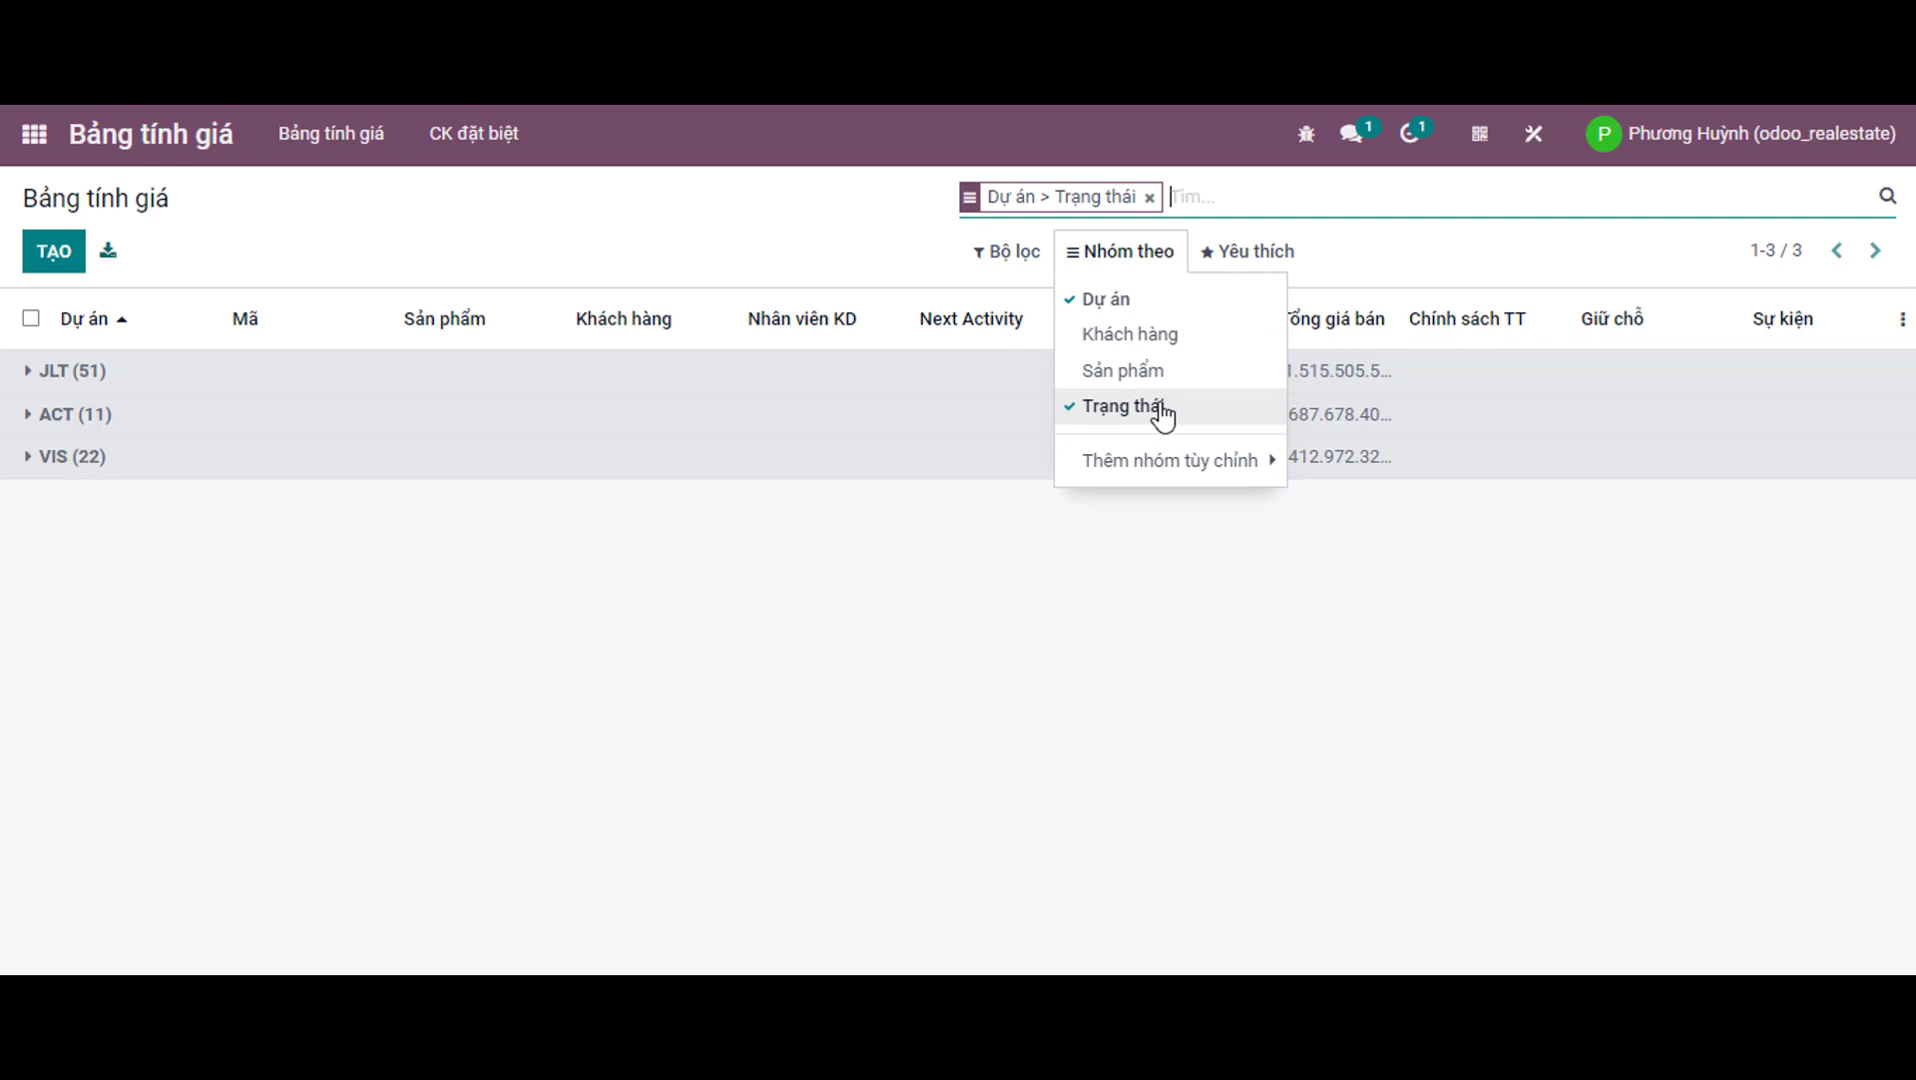 Bảng tính giá Bảng tính giá CK đặt biệt 1 1 P Phương Huỳnh (odoo_realestate)
Bảng tính giá Dự án > Trạng thái × Tìm...
TẠO Bộ lọc Nhóm theo Yêu thích 1-3 / 3
Dự án
Khách hàng
Sản phẩm
Trạng thái
Thêm nhóm tùy chỉnh
Dự án Mã Sản phẩm Khách hàng Nhân viên KD Next Activity Tổng giá bán Chính sách TT Giữ chỗ Sự kiện
JLT (51) 1.515.505.5...
ACT (11) 687.678.40...
VIS (22) 412.972.32...